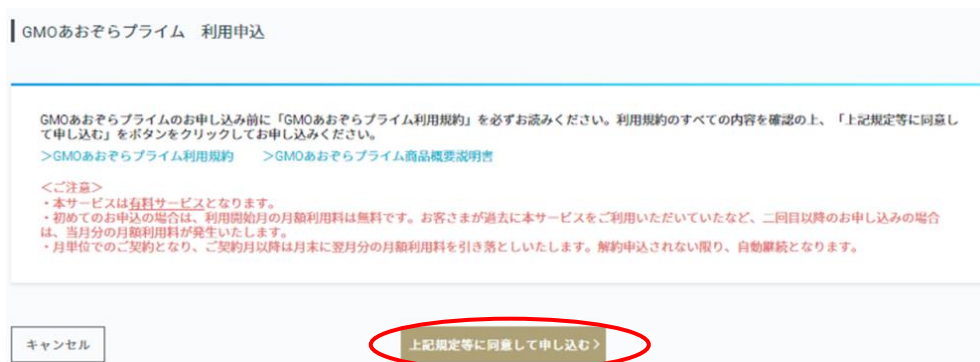 GMOあおぞらプライム 利用申込
GMOあおぞらプライムのお申し込み前に「GMOあおぞらプライム利用規約」を必ずお読みください。利用規約のすべての内容を確認の上、「上記規定等に同意し
て申し込む」をボタンをクリックしてお申し込みください。
＞GMOあおぞらプライム利用規約 ＞GMOあおぞらプライム商品概要説明書
＜ご注意＞
・本サービスは有料サービスとなります。
・初めてのお申込の場合は、利用開始月の月額利用料は無料です。お客さまが過去に本サービスをご利用いただいていたなど、二回目以降のお申し込みの場合
は、当月分の月額利用料が発生いたします。
・月単位でのご契約となり、ご契約月以降は月末に翌月分の月額利用料を引き落としいたします。解約申込されない限り、自動継続となります。
キャンセル
上記規定等に同意して申し込む＞